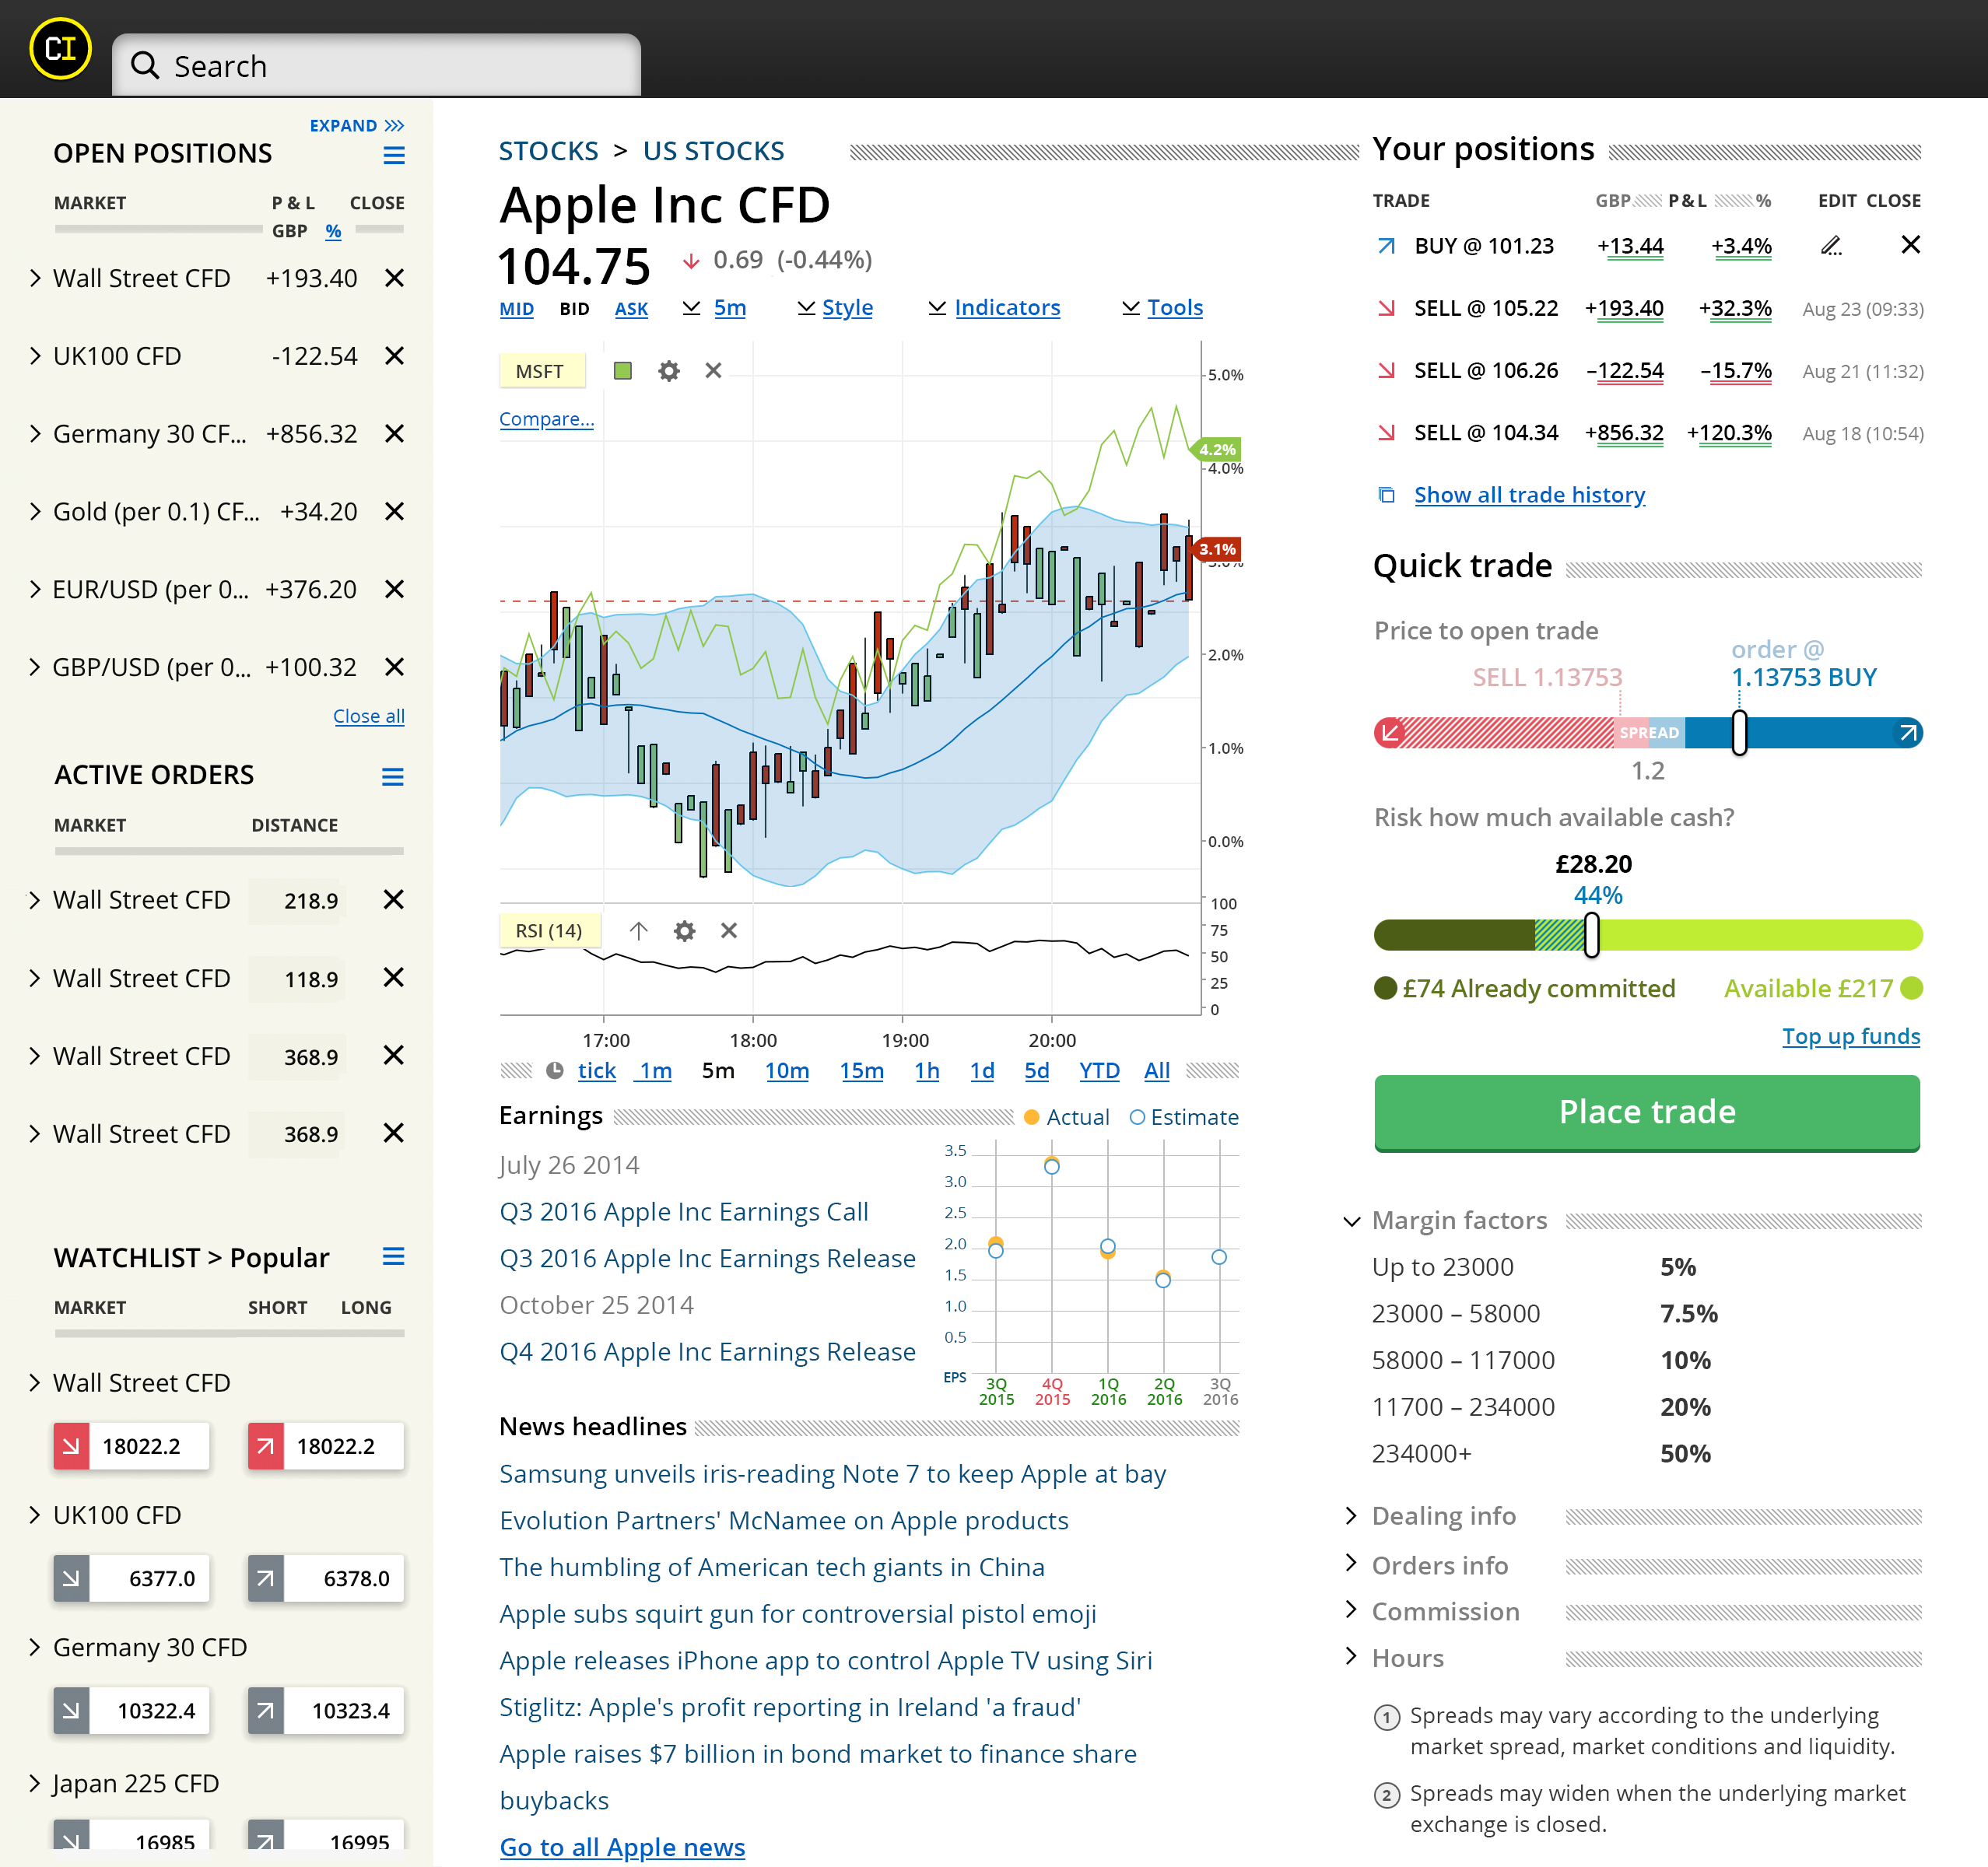 CI
Search
EXPAND >>>
OPEN POSITIONS
MARKET P & L CLOSE
GBP %
Wall Street CFD +193.40
UK100 CFD -122.54
Germany 30 CF... +856.32
Gold (per 0.1) CF... +34.20
EUR/USD (per 0... +376.20
GBP/USD (per 0... +100.32
Close all
ACTIVE ORDERS
MARKET DISTANCE
Wall Street CFD 218.9
Wall Street CFD 118.9
Wall Street CFD 368.9
Wall Street CFD 368.9
WATCHLIST > Popular
MARKET SHORT LONG
Wall Street CFD
18022.2 18022.2
UK100 CFD
6377.0 6378.0
Germany 30 CFD
10322.4 10323.4
Japan 225 CFD
16985 16995
STOCKS > US STOCKS
Apple Inc CFD
104.75 0.69 (-0.44%)
MID BID ASK 5m Style Indicators Tools
MSFT
Compare...
5.0%
4.2%
4.0%
3.1%
3.0%
2.0%
1.0%
0.0%
RSI (14)
100
75
50
25
0
17:00 18:00 19:00 20:00
tick 1m 5m 10m 15m 1h 1d 5d YTD All
Earnings Actual Estimate
July 26 2014
Q3 2016 Apple Inc Earnings Call
Q3 2016 Apple Inc Earnings Release
October 25 2014
Q4 2016 Apple Inc Earnings Release
3.5
3.0
2.5
2.0
1.5
1.0
0.5
EPS
3Q 4Q 1Q 2Q 3Q
2015 2015 2016 2016 2016
News headlines
Samsung unveils iris-reading Note 7 to keep Apple at bay
Evolution Partners' McNamee on Apple products
The humbling of American tech giants in China
Apple subs squirt gun for controversial pistol emoji
Apple releases iPhone app to control Apple TV using Siri
Stiglitz: Apple's profit reporting in Ireland 'a fraud'
Apple raises $7 billion in bond market to finance share
buybacks
Go to all Apple news
Your positions
TRADE GBP P&L % EDIT CLOSE
BUY @ 101.23 +13.44 +3.4%
SELL @ 105.22 +193.40 +32.3% Aug 23 (09:33)
SELL @ 106.26 –122.54 –15.7% Aug 21 (11:32)
SELL @ 104.34 +856.32 +120.3% Aug 18 (10:54)
Show all trade history
Quick trade
Price to open trade
order @
SELL 1.13753 1.13753 BUY
SPREAD
1.2
Risk how much available cash?
£28.20
44%
£74 Already committed Available £217
Top up funds
Place trade
Margin factors
Up to 23000 5%
23000 – 58000 7.5%
58000 – 117000 10%
11700 – 234000 20%
234000+ 50%
Dealing info
Orders info
Commission
Hours
1 Spreads may vary according to the underlying
market spread, market conditions and liquidity.
2 Spreads may widen when the underlying market
exchange is closed.